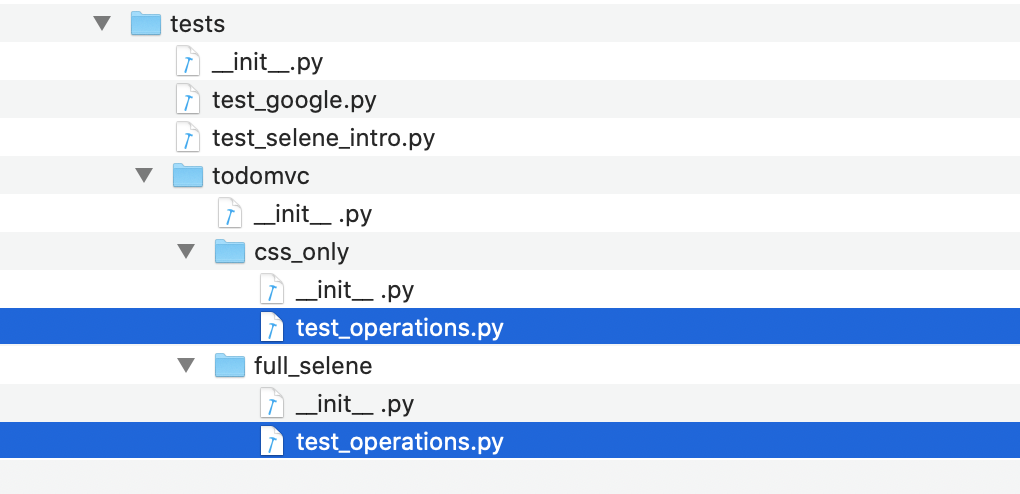 tests
__init__.py
test_google.py
test_selene_intro.py
todomvc
__init__ .py
css_only
__init__ .py
test_operations.py
full_selene
__init__ .py
test_operations.py